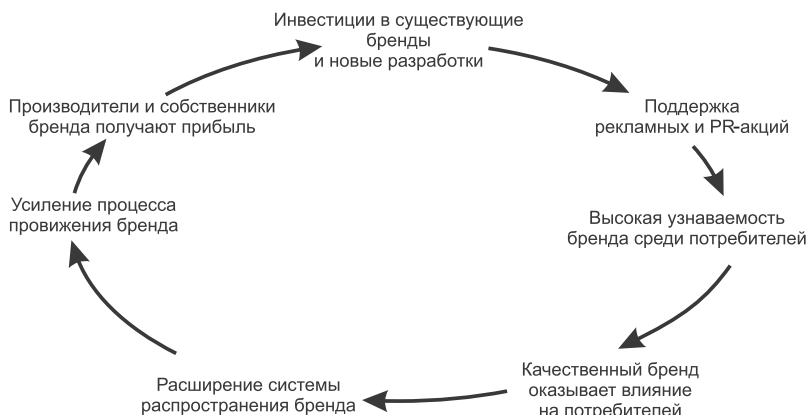 Инвестиции в существующие
бренды
и новые разработки
Поддержка
рекламных и PR-акций
Высокая узнаваемость
бренда среди потребителей
Качественный бренд
оказывает влияние
на потребителей
Расширение системы
распространения бренда
Усиление процесса
провижения бренда
Производители и собственники
бренда получают прибыль